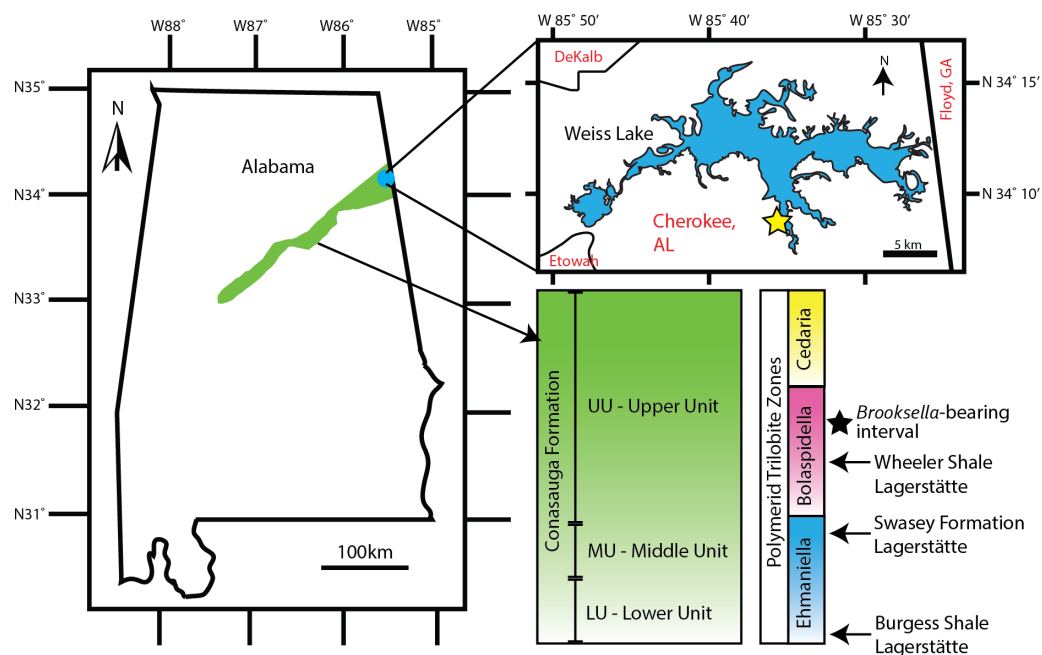 W88˚
W87˚
W86˚
W85˚
N35˚
N34˚
N33˚
N32˚
N31˚
N
Alabama
100km
W 85˚ 50'
W 85˚ 40'
W 85˚ 30'
DeKalb
N
Floyd, GA
N 34˚ 15'
Weiss Lake
N 34˚ 10'
Cherokee,
AL
5 km
Etowah
Conasauga Formation
UU - Upper Unit
MU - Middle Unit
LU - Lower Unit
Polymerid Trilobite Zones
Cedaria
Bolaspidella
Ehmaniella
Brooksella-bearing
interval
Wheeler Shale
Lagerstätte
Swasey Formation
Lagerstätte
Burgess Shale
Lagerstätte